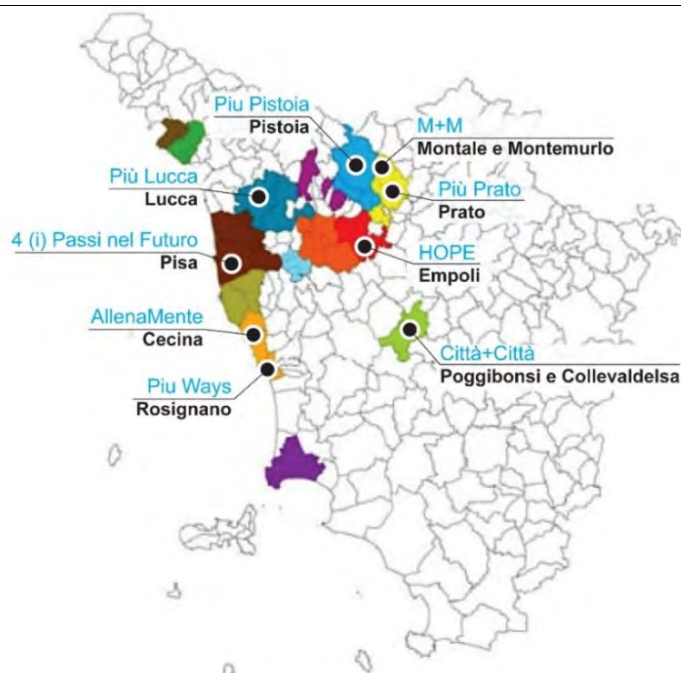 Piu Pistoia
Pistoia
M+M
Montale e Montemurlo
Più Lucca
Lucca
Più Prato
Prato
4 (i) Passi nel Futuro
Pisa
HOPE
Empoli
AllenaMente
Cecina
Città+Città
Poggibonsi e Collevaldelsa
Piu Ways
Rosignano